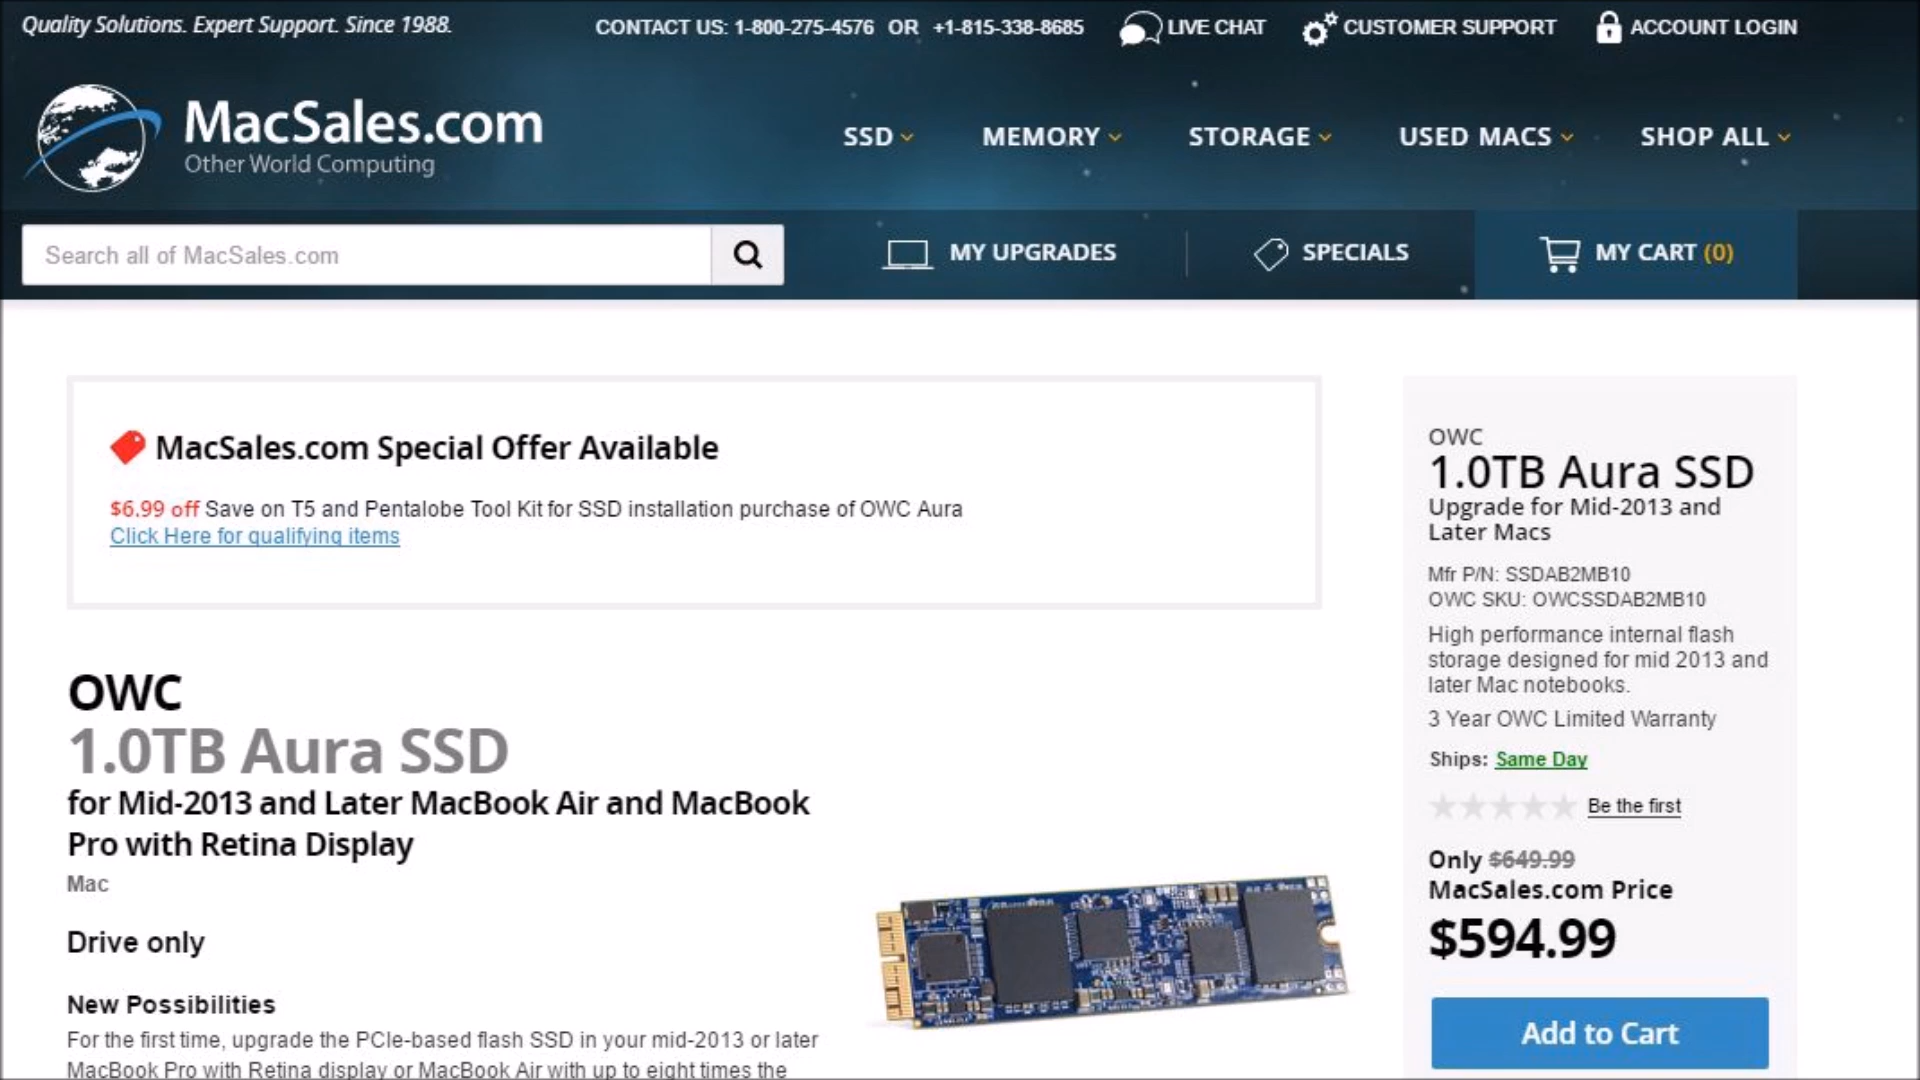 Quality Solutions. Expert Support. Since 1988.
CONTACT US: 1-800-275-4576 OR +1-815-338-8685
LIVE CHAT
CUSTOMER SUPPORT
ACCOUNT LOGIN
MacSales.com
Other World Computing
SSD
MEMORY
STORAGE
USED MACS
SHOP ALL
Search all of MacSales.com
MY UPGRADES
SPECIALS
MY CART (0)
MacSales.com Special Offer Available
$6.99 off Save on T5 and Pentalobe Tool Kit for SSD installation purchase of OWC Aura
Click Here for qualifying items
OWC
1.0TB Aura SSD
for Mid-2013 and Later MacBook Air and MacBook
Pro with Retina Display
Mac
Drive only
New Possibilities
For the first time, upgrade the PCIe-based flash SSD in your mid-2013 or later
MacBook Pro with Retina display or MacBook Air with up to eight times the
OWC
1.0TB Aura SSD
Upgrade for Mid-2013 and
Later Macs
Mfr P/N: SSDAB2MB10
OWC SKU: OWCSSDAB2MB10
High performance internal flash
storage designed for mid 2013 and
later Mac notebooks.
3 Year OWC Limited Warranty
Ships: Same Day
Be the first
Only $649.99
MacSales.com Price
$594.99
Add to Cart